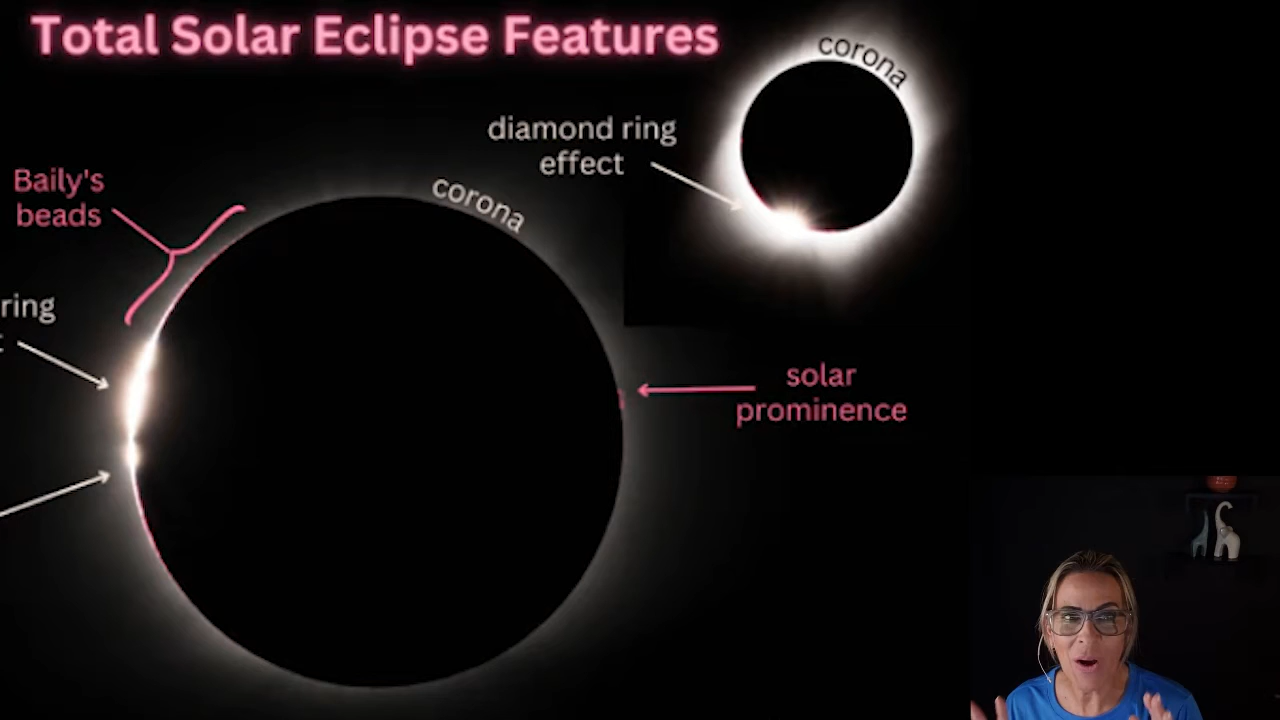 Total Solar Eclipse Features
corona
diamond ring
effect
Baily's
beads
corona
ring
solar
prominence